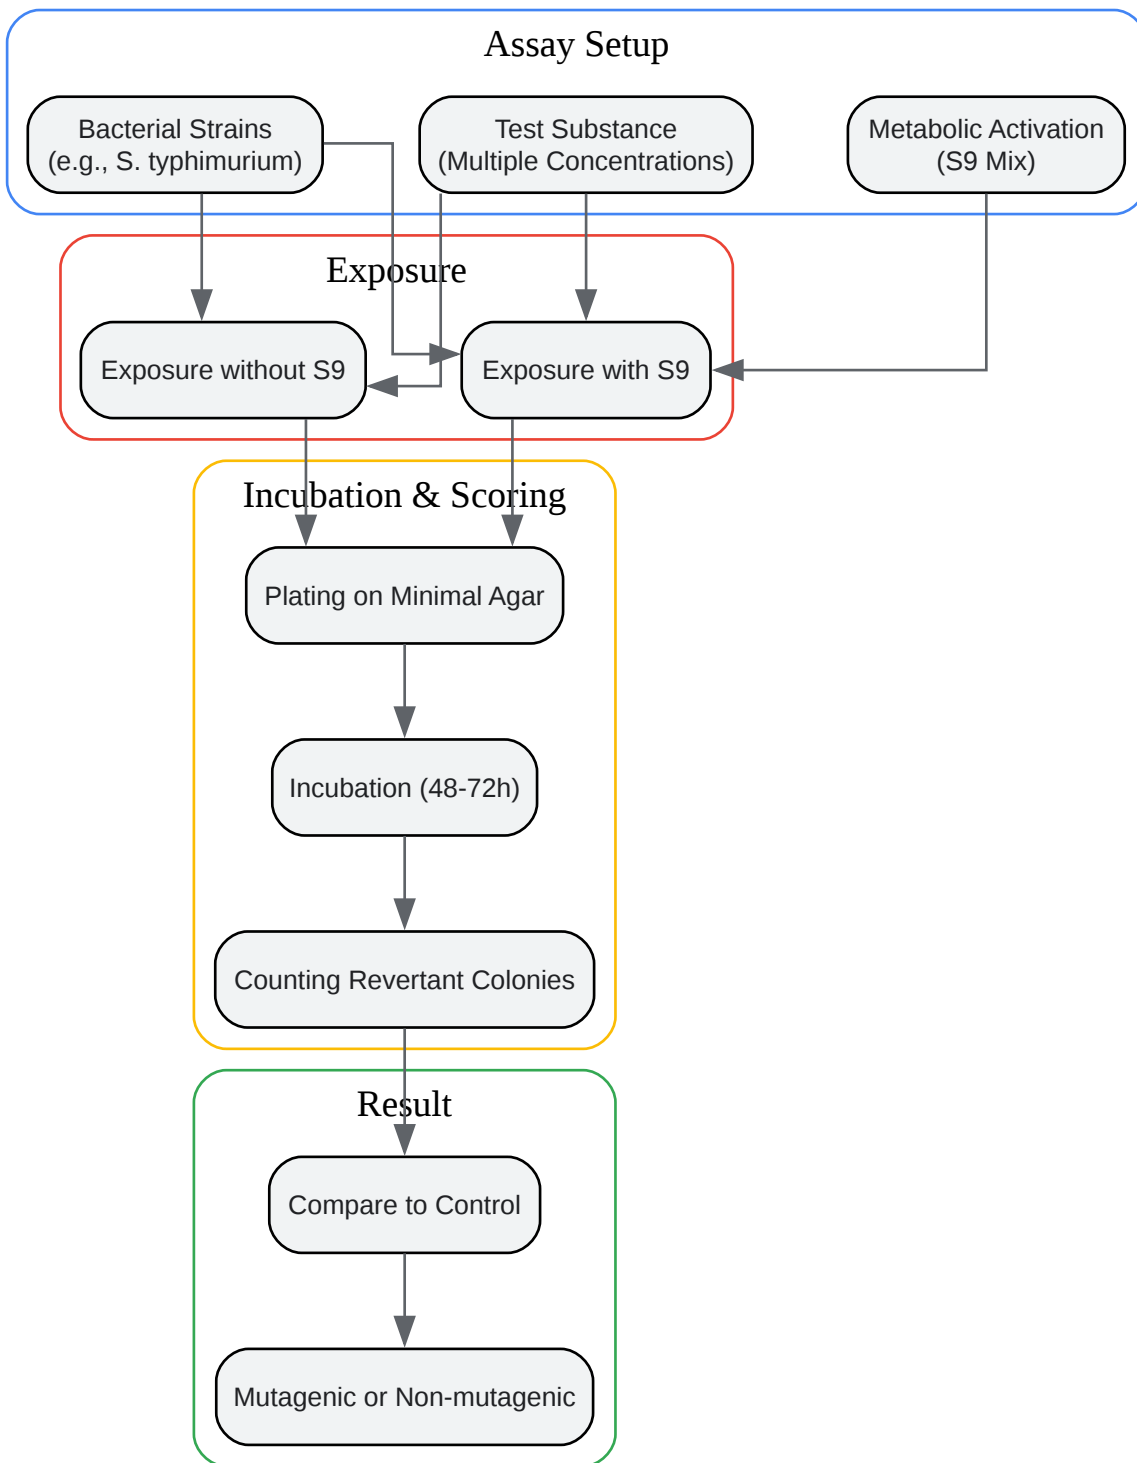 Assay Setup
Bacterial Strains
(e.g., S. typhimurium)
Test Substance
(Multiple Concentrations)
Metabolic Activation
(S9 Mix)
Exposure
Exposure without S9
Exposure with S9
Incubation & Scoring
Plating on Minimal Agar
Incubation (48-72h)
Counting Revertant Colonies
Result
Compare to Control
Mutagenic or Non-mutagenic